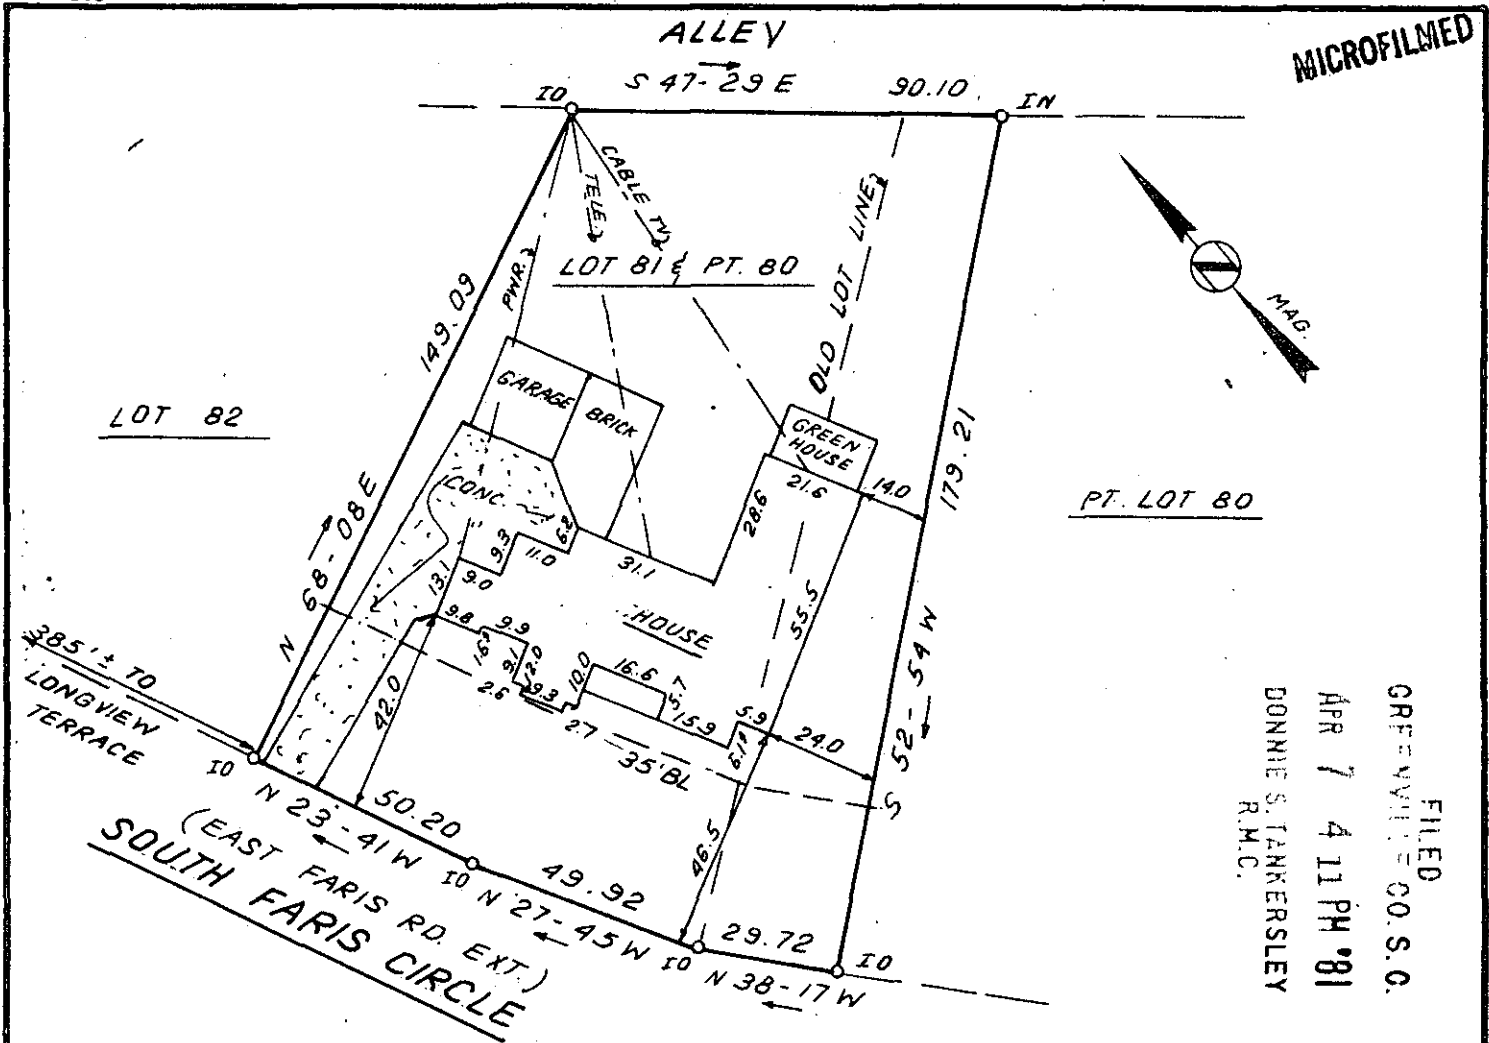 ALLEY
MICROFILMED
S 47-29 E
90.10
IO
IN
CABLE TV
TELE.
PWR.
OLD LOT LINE
LOT 81 & PT. 80
MAG.
149.09
LOT 82
GARAGE
BRICK
GREEN
HOUSE
21.6
14.0
179.21
PT. LOT 80
CONC.
28.6
6.2
9.3
11.0
31.1
9.0
13.1
N 68-08 E
HOUSE
55.5
9.8
9.9
9.1
12.0
2.6
9.3
10.0
16.6
5.7
15.9
2.7
5.9
24.0
35' BL
42.0
46.5
S 52-54 W
385'± TO
LONGVIEW
TERRACE
IO
50.20
N 23-41 W
IO
49.92
N 27-45 W
IO
29.72
N 38-17 W
IO
(EAST FARIS RD. EXT.)
SOUTH FARIS CIRCLE
FILED
GREENVILLE CO. S. C.
APR 7 4 11 PM '81
DONNIE S. TANKERSLEY
R.M.C.